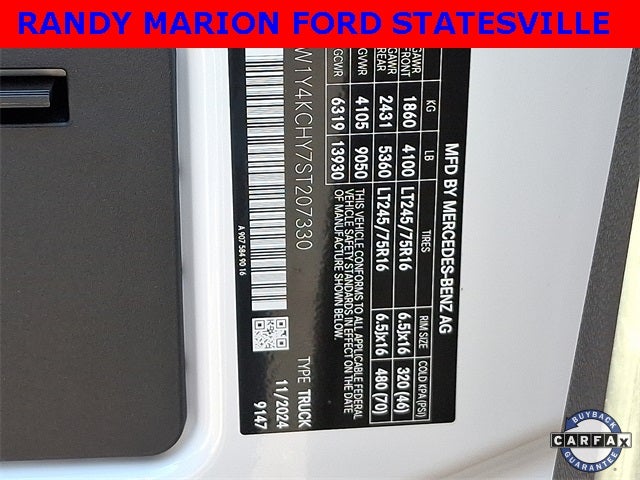 RANDY MARION FORD STATESVILLE
MFD BY MERCEDES-BENZ AG
KG LB TIRES RIM SIZE COLD KPA(PSI)
GAWR FRONT 1860 4100 LT245/75R16 6.5Jx16 320 (46)
GAWR REAR 2431 5360 LT245/75R16 6.5Jx16 480 (70)
GVWR 4105 9050 THIS VEHICLE CONFORMS TO ALL APPLICABLE FEDERAL
VEHICLE SAFETY STANDARDS IN EFFECT ON THE DATE
GCWR 6319 13930 OF MANUFACTURE SHOWN BELOW.
W1Y4KCHY7ST207330 TYPE TRUCK
11/2024
A 907 584 90 16 9147
BUYBACK
CARFAX
GUARANTEE